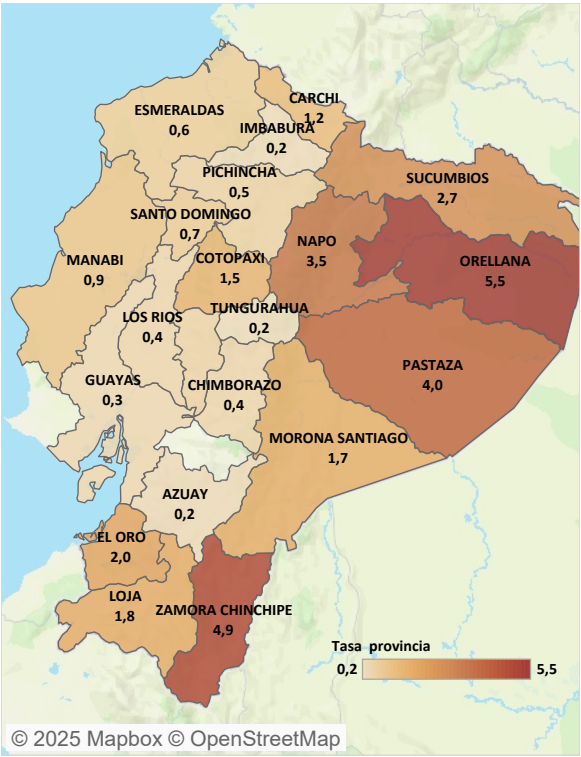 CARCHI
1,2
ESMERALDAS
0,6
IMBABURA
0,2
PICHINCHA
0,5
SUCUMBIOS
2,7
SANTO DOMINGO
0,7
NAPO
3,5
COTOPAXI
1,5
MANABI
0,9
ORELLANA
5,5
TUNGURAHUA
0,2
LOS RIOS
0,4
PASTAZA
4,0
GUAYAS
0,3
CHIMBORAZO
0,4
MORONA SANTIAGO
1,7
AZUAY
0,2
EL ORO
2,0
LOJA
1,8
ZAMORA CHINCHIPE
4,9
Tasa provincia
0,2 5,5
© 2025 Mapbox © OpenStreetMap